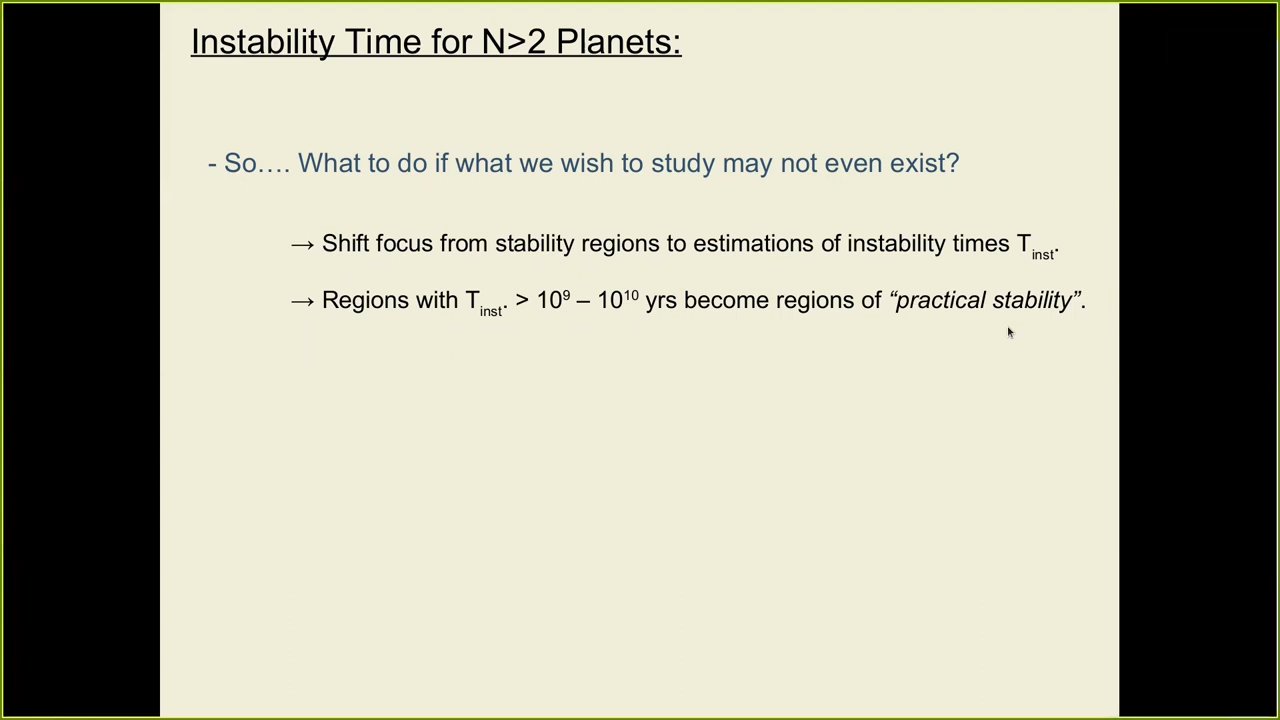 Instability Time for N>2 Planets:
- So…. What to do if what we wish to study may not even exist?
→ Shift focus from stability regions to estimations of instability times Tinst.
→ Regions with Tinst. > 10⁹ – 10¹⁰ yrs become regions of “practical stability”.